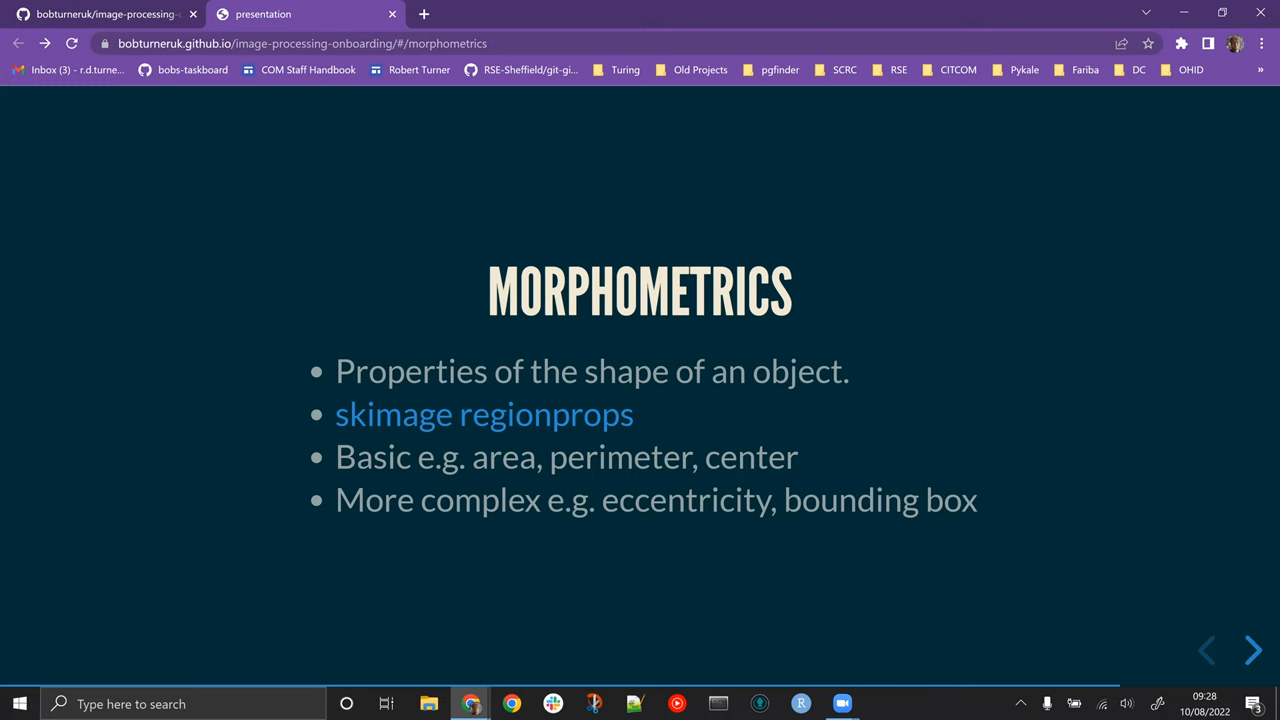 bobturneruk/image-processing-
presentation
bobturneruk.github.io/image-processing-onboarding/#/morphometrics
Inbox (3) - r.d.turne...
bobs-taskboard
COM Staff Handbook
Robert Turner
RSE-Sheffield/git-gi...
Turing
Old Projects
pgfinder
SCRC
RSE
CITCOM
Pykale
Fariba
DC
OHID
»
MORPHOMETRICS
• Properties of the shape of an object.
• skimage regionprops
• Basic e.g. area, perimeter, center
• More complex e.g. eccentricity, bounding box
Type here to search
R
09:28
10/08/2022
3